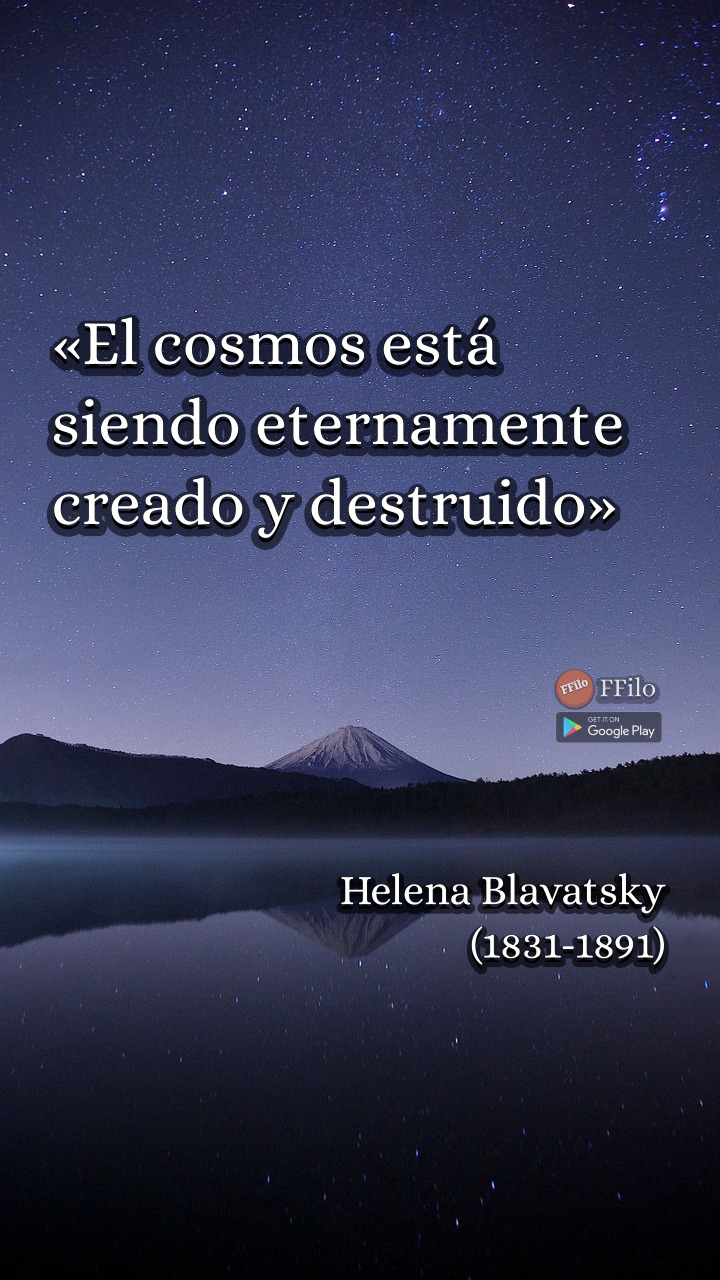 «El cosmos está
siendo eternamente
creado y destruido»
FFilo FFilo
GET IT ON
Google Play
Helena Blavatsky
(1831-1891)